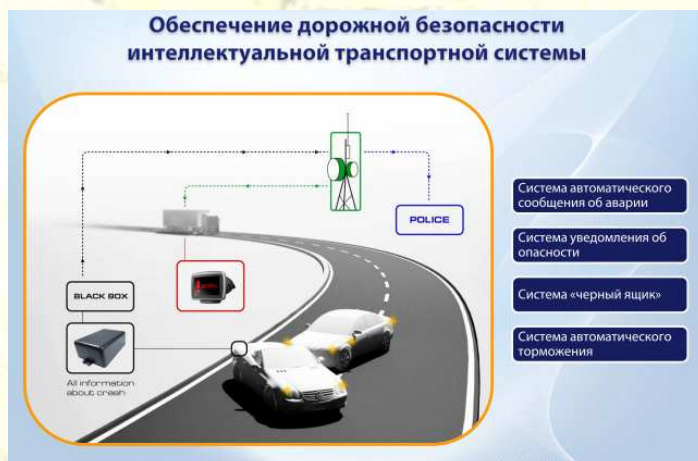 Обеспечение дорожной безопасности
интеллектуальной транспортной системы
POLICE
BLACK BOX
All information
about crash
Система автоматического
сообщения об аварии
Система уведомления об
опасности
Система «черный ящик»
Система автоматического
торможения